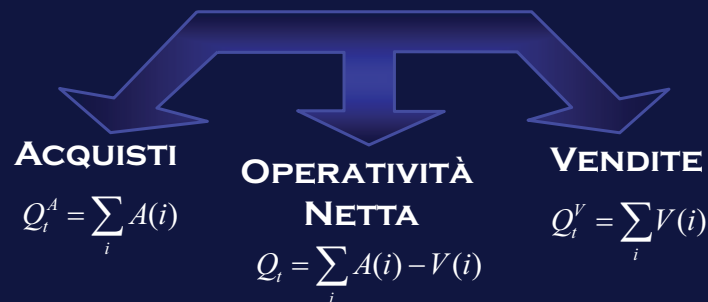 ACQUISTI
Q_t^A = ∑_i A(i)
OPERATIVITÀ
NETTA
Q_t = ∑_i A(i) − V(i)
VENDITE
Q_t^V = ∑_i V(i)